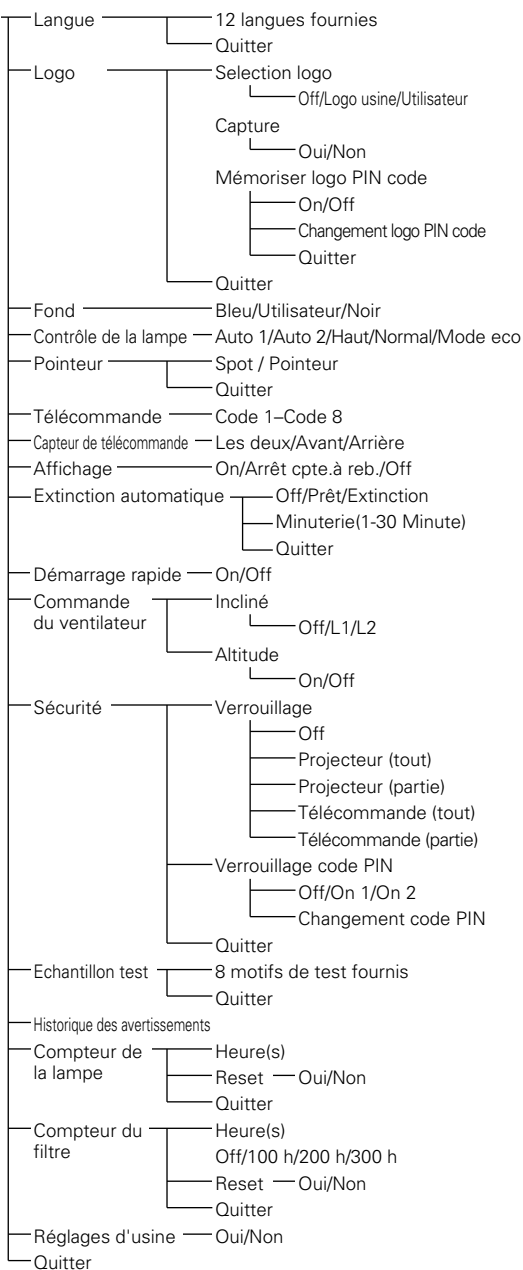 Langue 12 langues fournies
Quitter
Logo Selection logo
Off/Logo usine/Utilisateur
Capture
Oui/Non
Mémoriser logo PIN code
On/Off
Changement logo PIN code
Quitter
Quitter
Fond Bleu/Utilisateur/Noir
Contrôle de la lampe Auto 1/Auto 2/Haut/Normal/Mode eco
Pointeur Spot / Pointeur
Quitter
Télécommande Code 1–Code 8
Capteur de télécommande Les deux/Avant/Arrière
Affichage On/Arrêt cpte.à reb./Off
Extinction automatique Off/Prêt/Extinction
Minuterie(1-30 Minute)
Quitter
Démarrage rapide On/Off
Commande Incliné
du ventilateur
Off/L1/L2
Altitude
On/Off
Sécurité Verrouillage
Off
Projecteur (tout)
Projecteur (partie)
Télécommande (tout)
Télécommande (partie)
Verrouillage code PIN
Off/On 1/On 2
Changement code PIN
Quitter
Echantillon test 8 motifs de test fournis
Quitter
Historique des avertissements
Compteur de Heure(s)
la lampe Reset Oui/Non
Quitter
Compteur du Heure(s)
filtre Off/100 h/200 h/300 h
Reset Oui/Non
Quitter
Réglages d'usine Oui/Non
Quitter